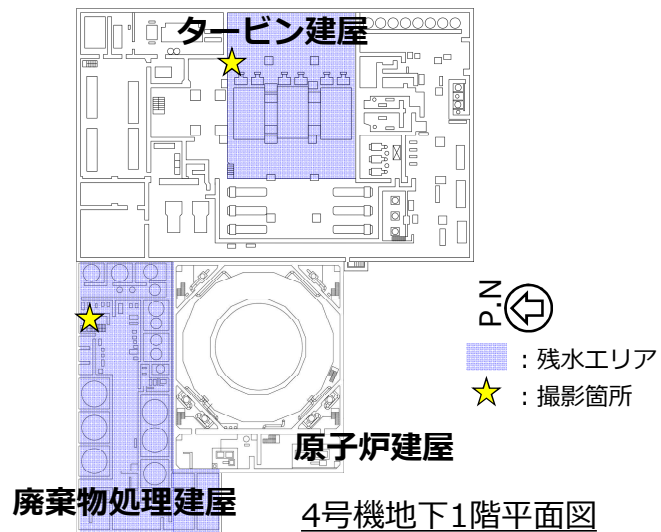 タービン建屋
P.N
：残水エリア
：撮影箇所
原子炉建屋
廃棄物処理建屋
4号機地下1階平面図